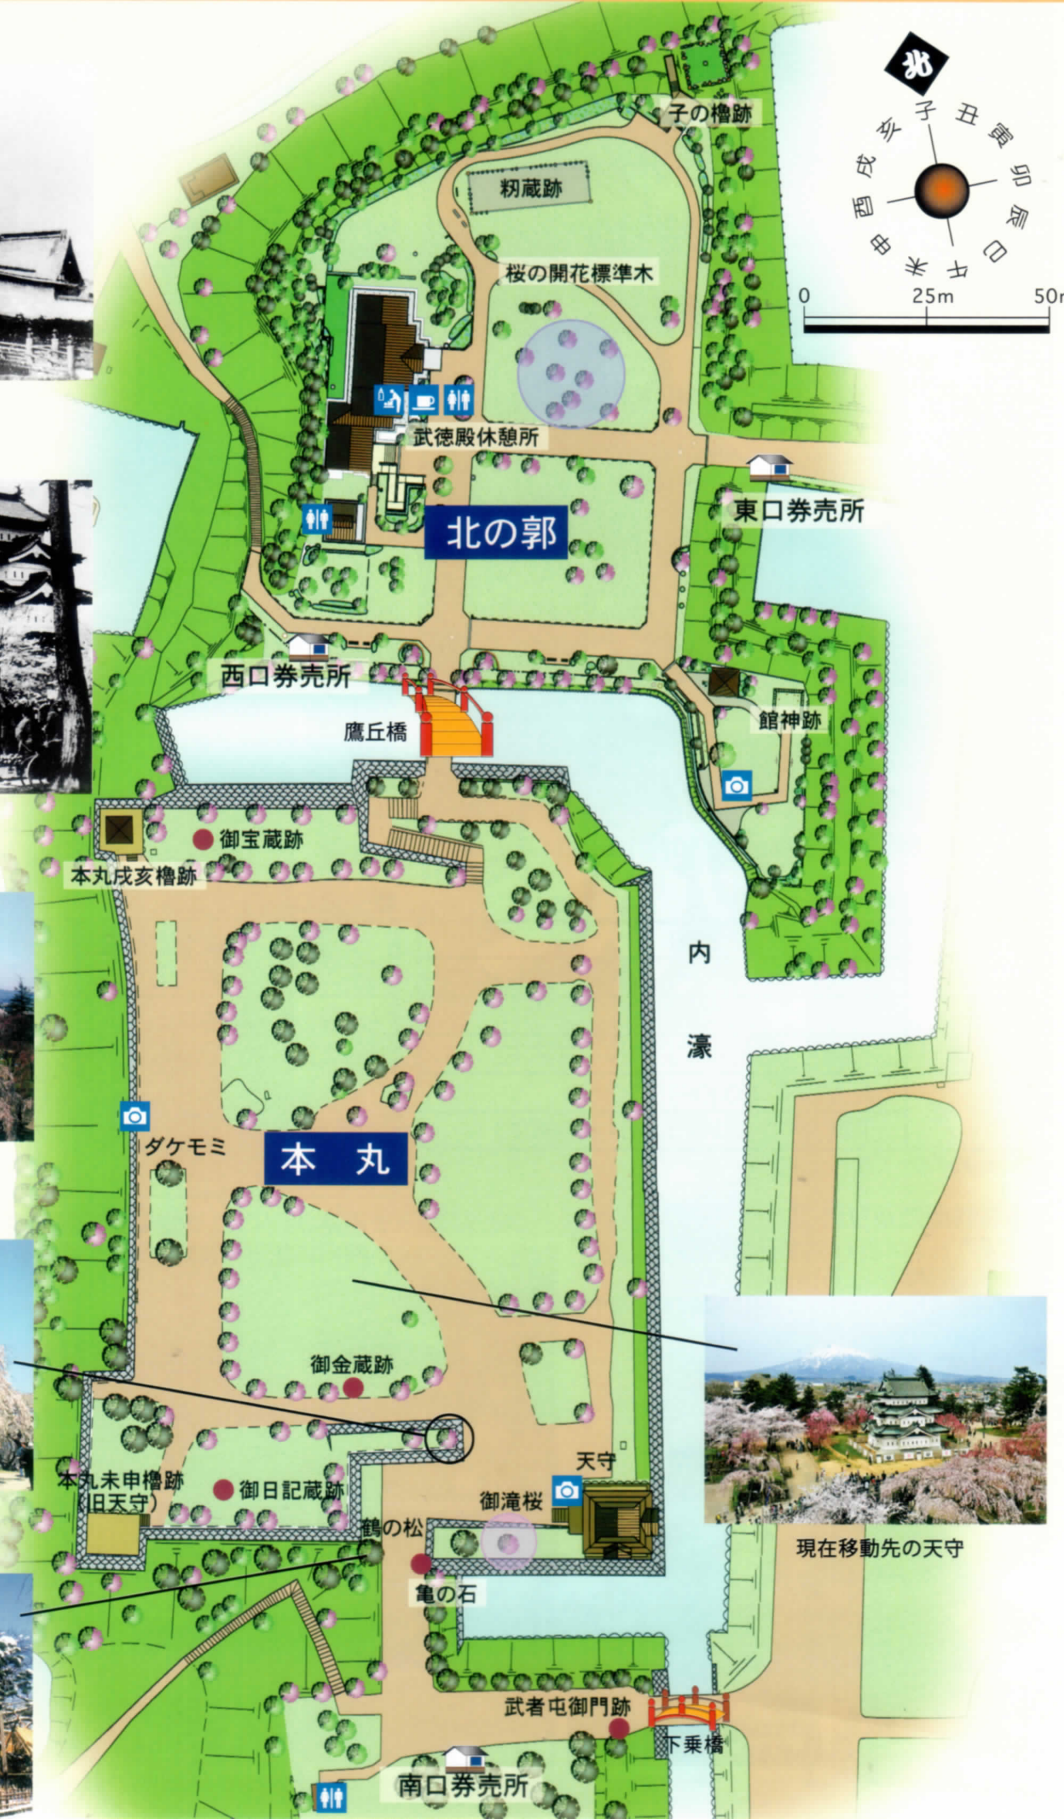 北
子
丑
寅
卯
辰
巳
午
未
申
酉
戌
亥
0 25m 50m
子の櫓跡
籾蔵跡
桜の開花標準木
武徳殿休憩所
東口券売所
北の郭
西口券売所
館神跡
鷹丘橋
御宝蔵跡
本丸戌亥櫓跡
内
濠
ダケモミ
本 丸
御金蔵跡
天守
本丸未申櫓跡
(旧天守)
御日記蔵跡
御滝桜
鶴の松
亀の石
現在移動先の天守
武者屯御門跡
下乗橋
南口券売所